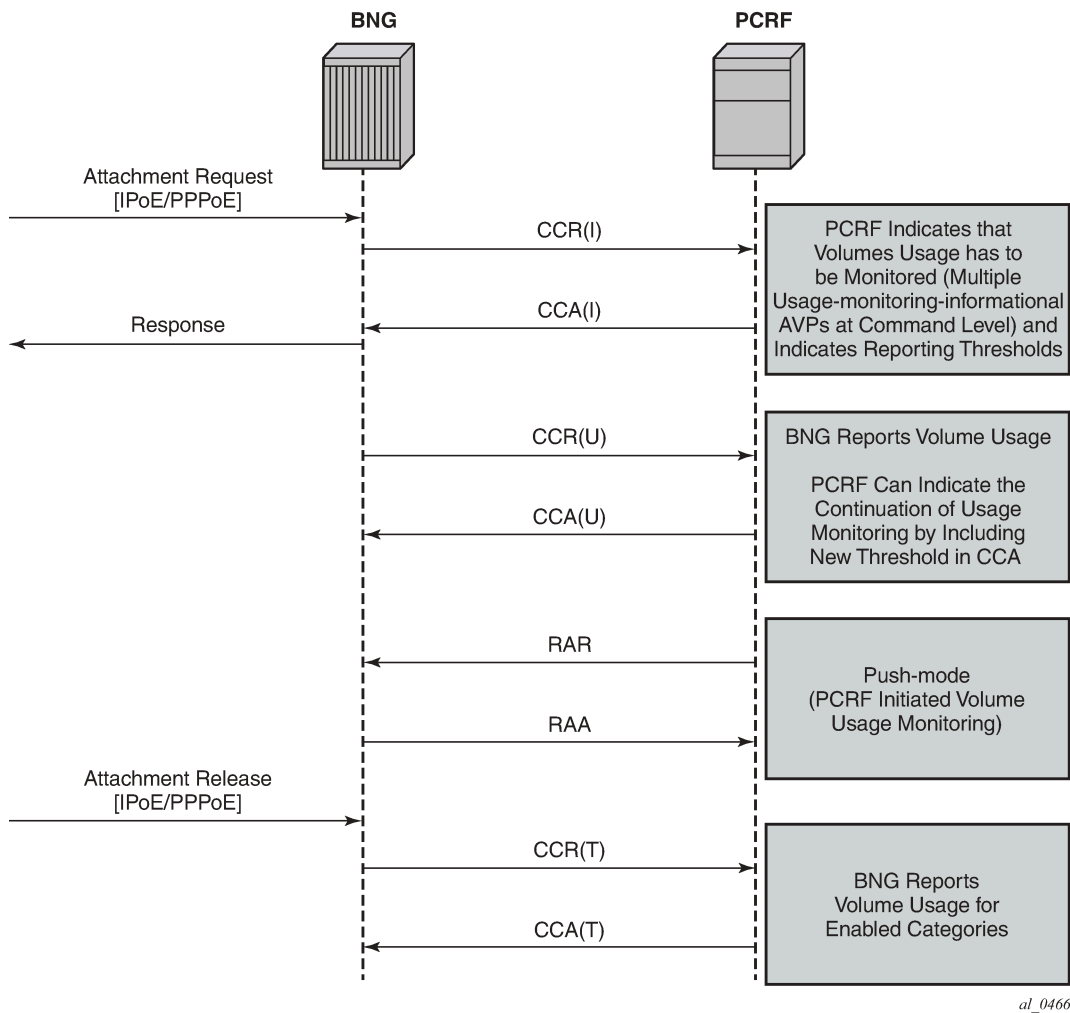 BNG
PCRF
Attachment Request
[IPoE/PPPoE]
CCR(I)
CCA(I)
Response
PCRF Indicates that
Volumes Usage has to
be Monitored (Multiple
Usage-monitoring-informational
AVPs at Command Level) and
Indicates Reporting Thresholds
CCR(U)
CCA(U)
BNG Reports Volume Usage
PCRF Can Indicate the
Continuation of Usage
Monitoring by Including
New Threshold in CCA
RAR
RAA
Push-mode
(PCRF Initiated Volume
Usage Monitoring)
Attachment Release
[IPoE/PPPoE]
CCR(T)
CCA(T)
BNG Reports
Volume Usage for
Enabled Categories
al_0466